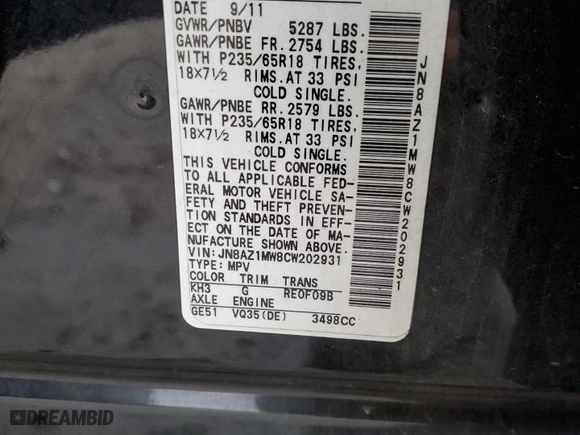 DATE 9/11
GVWR/PNBV 5287 LBS.
GAWR/PNBE FR. 2754 LBS.
WITH P235/65R18 TIRES,
18×7½ RIMS. AT 33 PSI
COLD SINGLE.
GAWR/PNBE RR. 2579 LBS.
WITH P235/65R18 TIRES,
18×7½ RIMS. AT 33 PSI
COLD SINGLE.
THIS VEHICLE CONFORMS
TO ALL APPLICABLE FED-
ERAL MOTOR VEHICLE SA-
FETY AND THEFT PREVEN-
TION STANDARDS IN EFF-
ECT ON THE DATE OF MA-
NUFACTURE SHOWN ABOVE.
VIN: JN8AZ1MW8CW202931
TYPE: MPV
COLOR TRIM TRANS
KH3 G RE0F09B
AXLE ENGINE
GE51 VQ35(DE) 3498CC
JN8AZ1MW8CW202931
DREAMBID